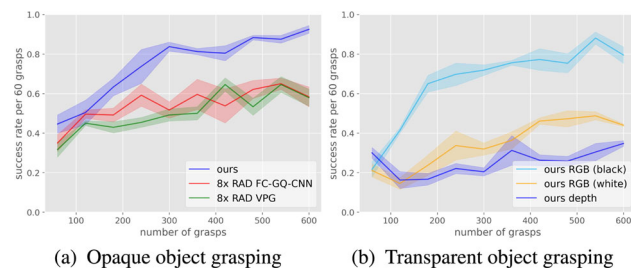 success rate per 60 grasps
1.0
0.8
0.6
0.4
0.2
0.0
ours
8x RAD FC-GQ-CNN
8x RAD VPG
100 200 300 400 500 600
number of grasps
(a) Opaque object grasping
success rate per 60 grasps
1.0
0.8
0.6
0.4
0.2
0.0
ours RGB (black)
ours RGB (white)
ours depth
100 200 300 400 500 600
number of grasps
(b) Transparent object grasping